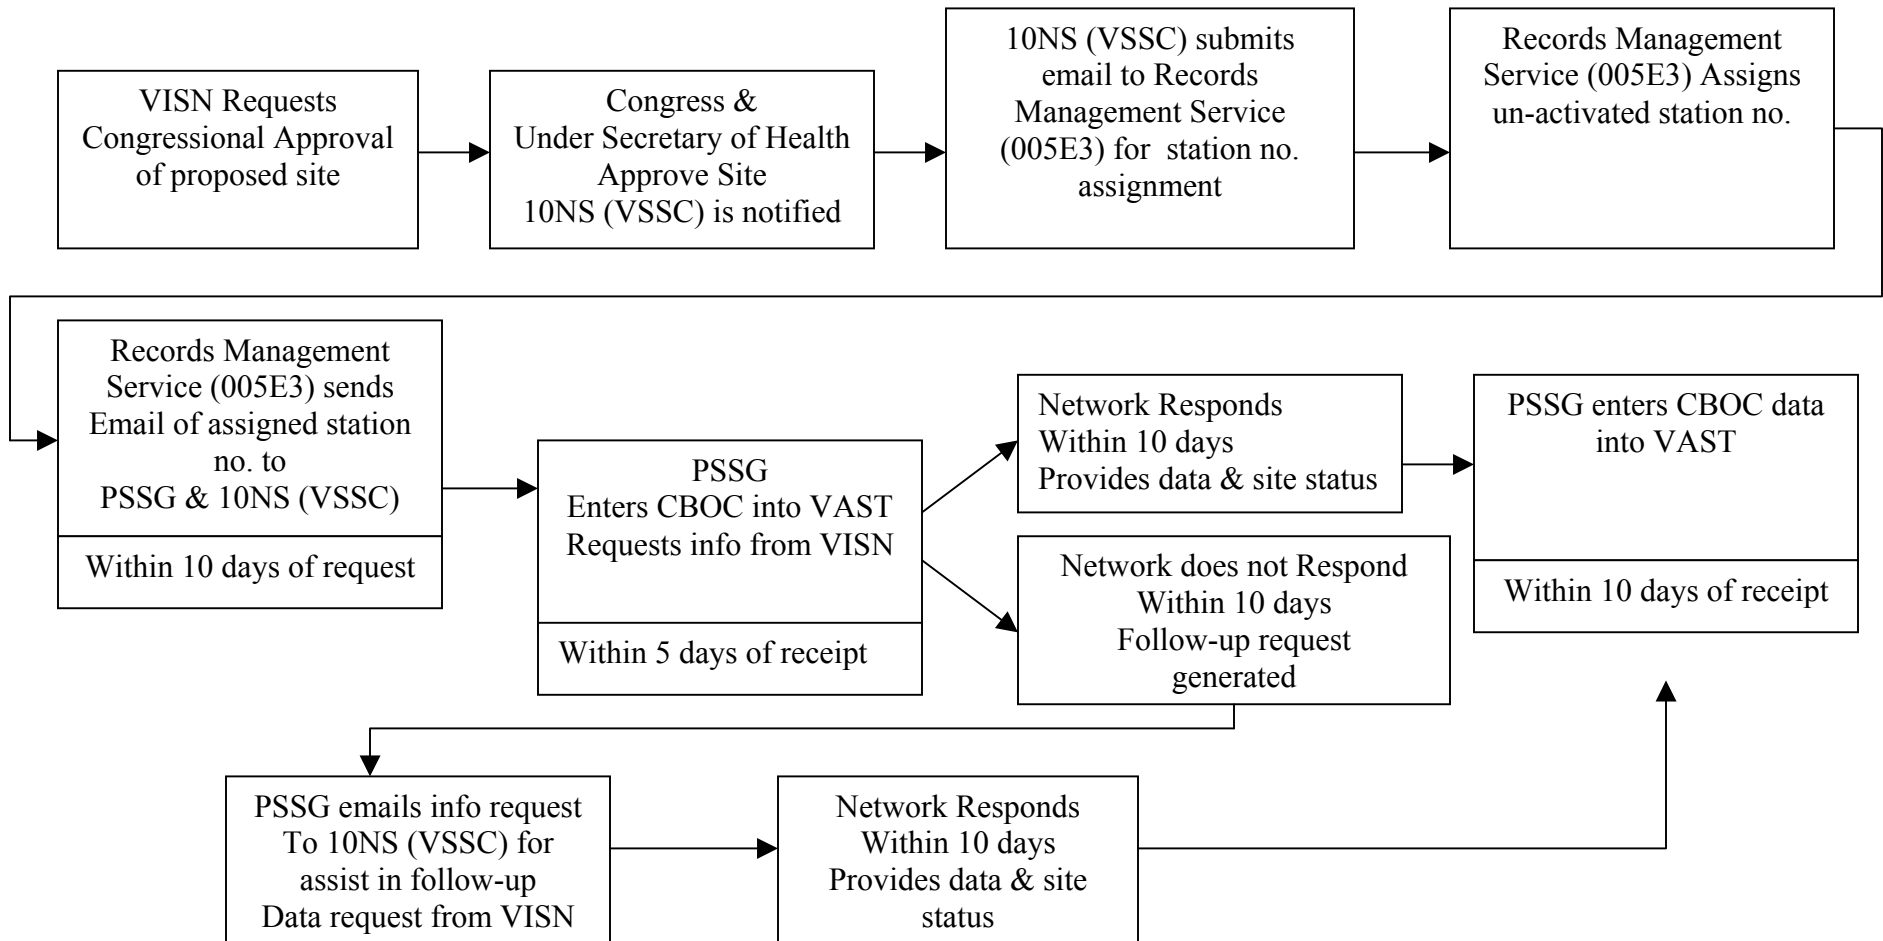 VISN Requests
Congressional Approval
of proposed site
Congress &
Under Secretary of Health
Approve Site
10NS (VSSC) is notified
10NS (VSSC) submits
email to Records
Management Service
(005E3) for station no.
assignment
Records Management
Service (005E3) Assigns
un-activated station no.
Records Management
Service (005E3) sends
Email of assigned station
no. to
PSSG & 10NS (VSSC)
Within 10 days of request
PSSG
Enters CBOC into VAST
Requests info from VISN
Within 5 days of receipt
Network Responds
Within 10 days
Provides data & site status
Network does not Respond
Within 10 days
Follow-up request
generated
PSSG enters CBOC data
into VAST
Within 10 days of receipt
PSSG emails info request
To 10NS (VSSC) for
assist in follow-up
Data request from VISN
Network Responds
Within 10 days
Provides data & site
status